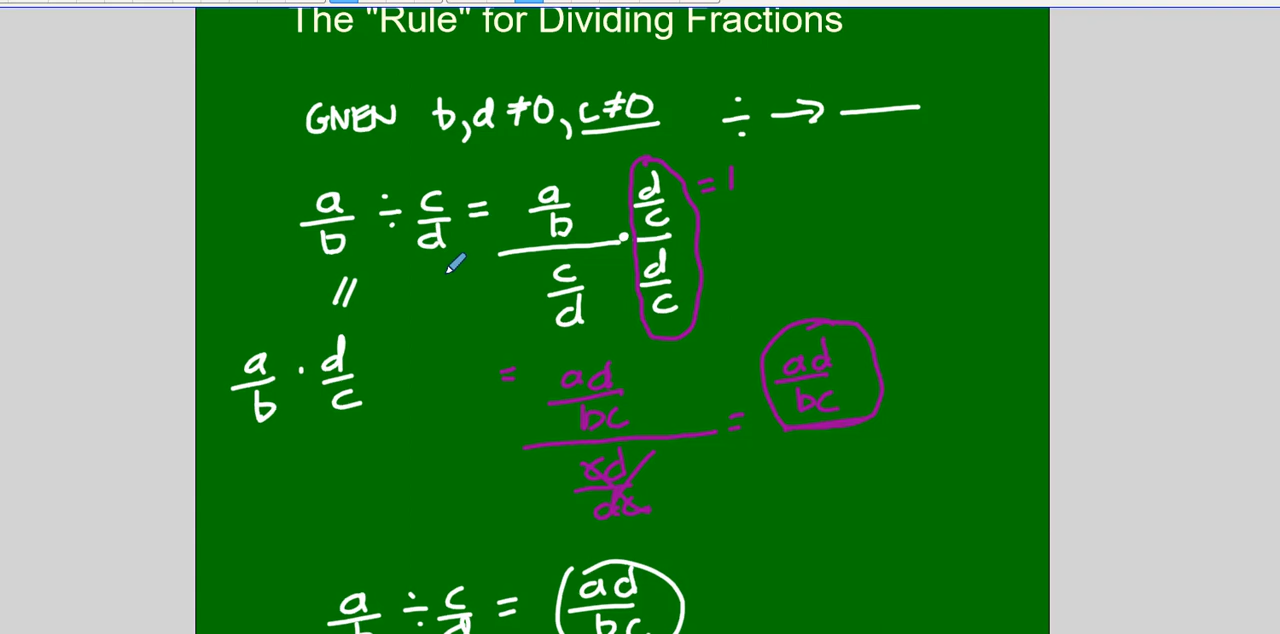 The "Rule" for Dividing Fractions
GIVEN b, d ≠ 0, c ≠ 0 ÷ → —
a/b ÷ c/d = (a/b)/(c/d) · (d/c)/(d/c) = 1
//
a/b · d/c
= (ad/bc)/(cd/dc) = ad/bc
a/b ÷ c/d = ad/bc